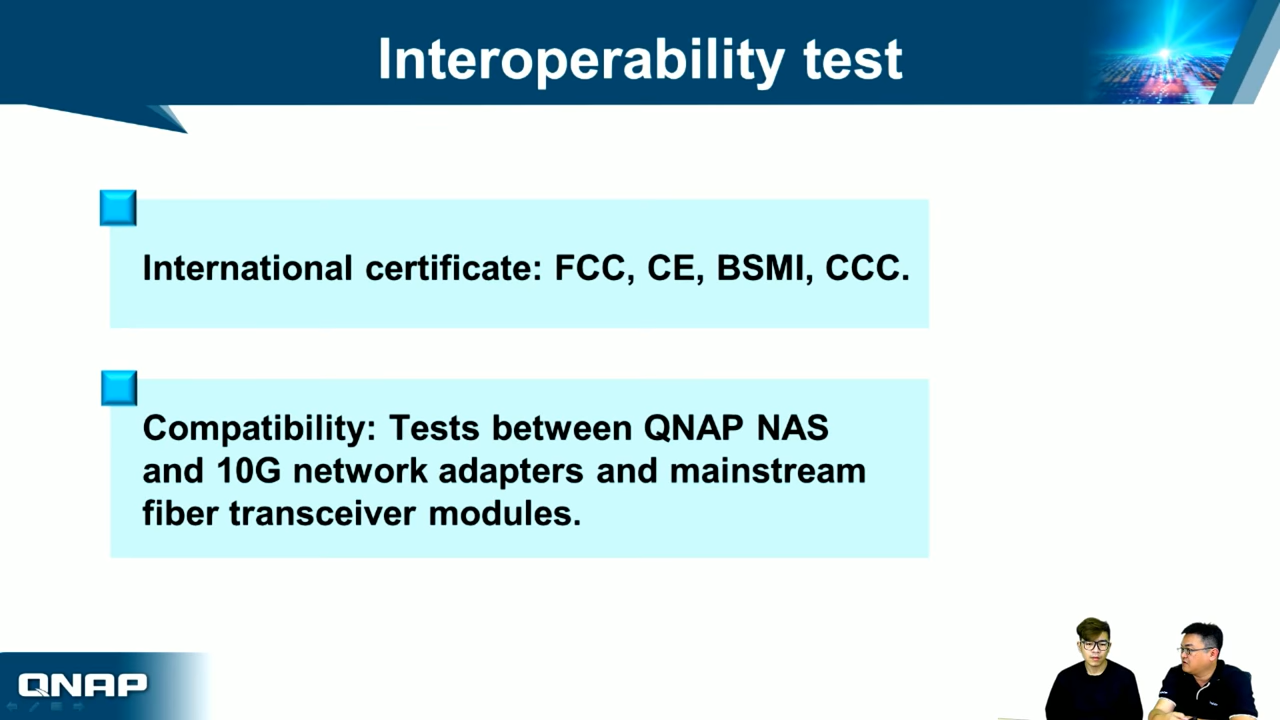 Interoperability test
International certificate: FCC, CE, BSMI, CCC.
Compatibility: Tests between QNAP NAS
and 10G network adapters and mainstream
fiber transceiver modules.
QNAP